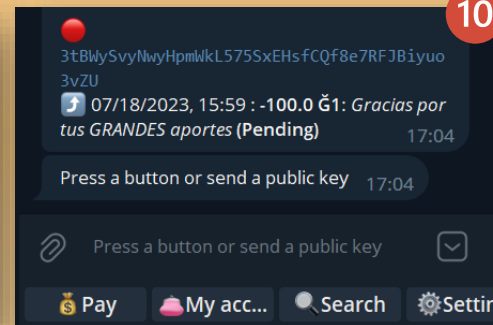 10
3tBWySvyNwyHpmWkL575SxEHsfCQf8e7RFJBiyuo
3vZU
⤴️ 07/18/2023, 15:59 : -100.0 Ğ1: Gracias por
tus GRANDES aportes (Pending)
17:04
Press a button or send a public key 17:04
Press a button or send a public key
💰 Pay 👛My acc... 🔍Search ⚙️Settin